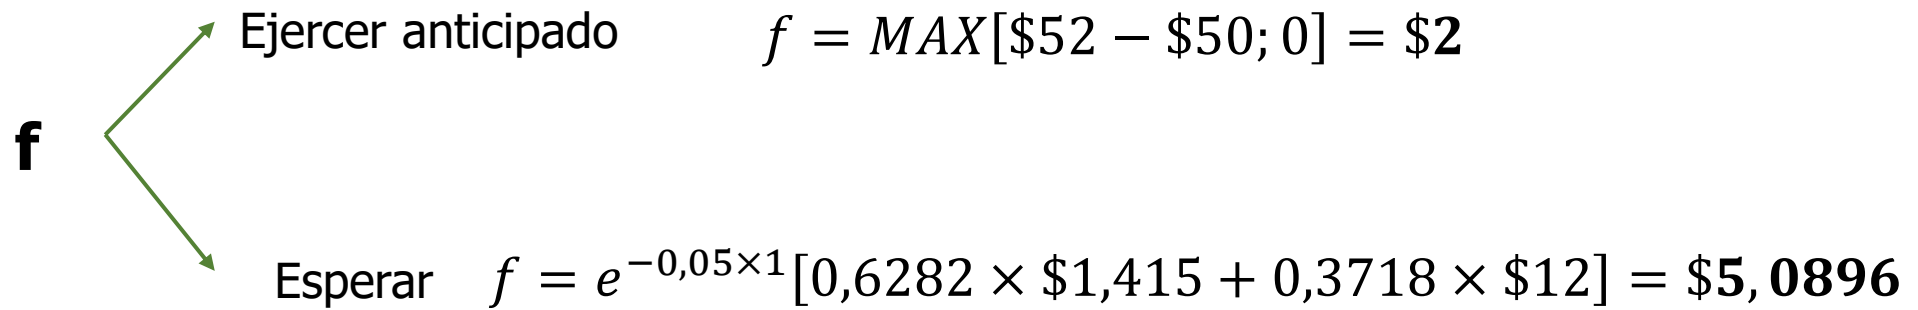 Ejercer anticipado f = MAX[$52 − $50; 0] = $2
f
Esperar f = e^{−0,05×1}[0,6282 × $1,415 + 0,3718 × $12] = $5,0896